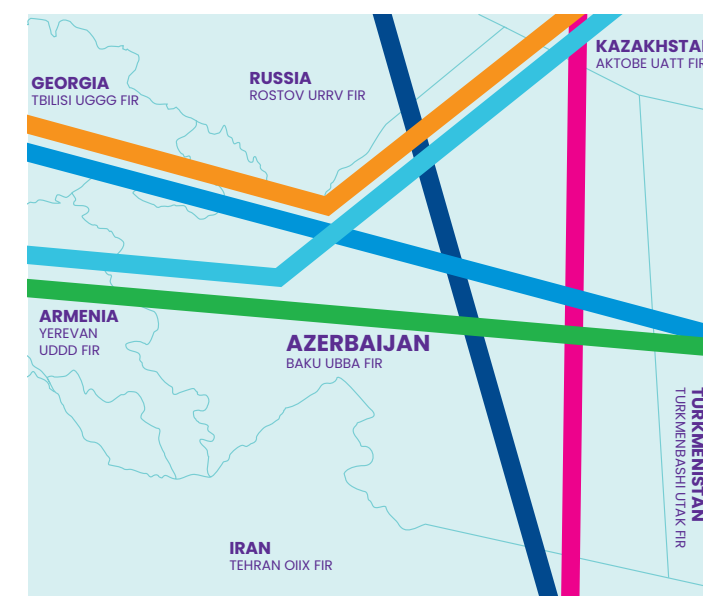 GEORGIA
TBILISI UGGG FIR
RUSSIA
ROSTOV URRV FIR
KAZAKHSTA
AKTOBE UATT FIR
ARMENIA
YEREVAN
UDDD FIR
AZERBAIJAN
BAKU UBBA FIR
TURKMENISTAN
TURKMENBASHI UTAK FIR
IRAN
TEHRAN OIIX FIR